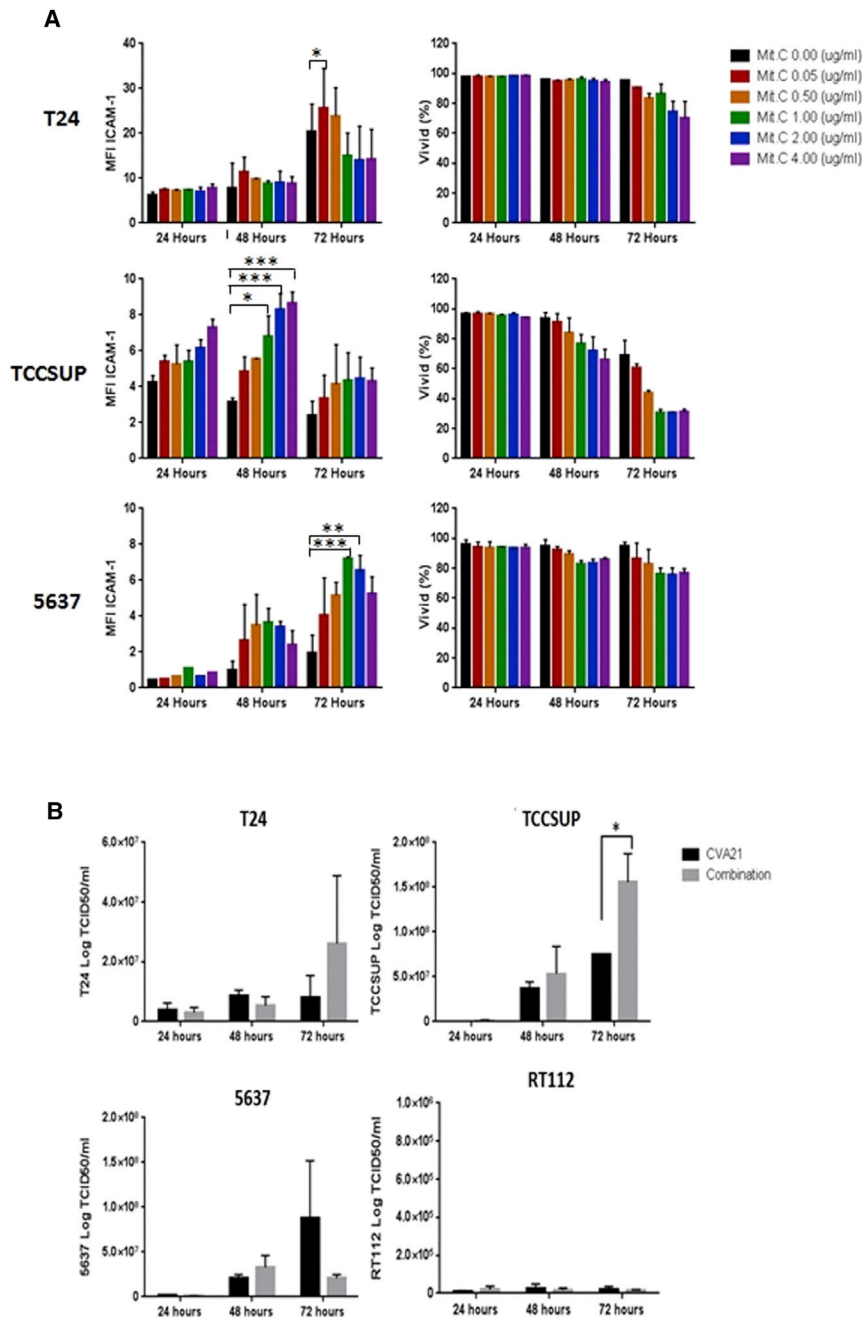 A
T24
MFI ICAM-1
40
30
20
10
0
*
24 Hours
48 Hours
72 Hours
Vivid (%)
120
100
80
60
40
20
0
24 Hours
48 Hours
72 Hours
Mit.C 0.00 (ug/ml)
Mit.C 0.05 (ug/ml)
Mit.C 0.50 (ug/ml)
Mit.C 1.00 (ug/ml)
Mit.C 2.00 (ug/ml)
Mit.C 4.00 (ug/ml)
TCCSUP
MFI ICAM-1
10
8
6
4
2
0
***
***
*
24 Hours
48 Hours
72 Hours
Vivid (%)
120
100
80
60
40
20
0
24 Hours
48 Hours
72 Hours
5637
MFI ICAM-1
8
6
4
2
0
**
***
24 Hours
48 Hours
72 Hours
Vivid (%)
120
100
80
60
40
20
0
24 Hours
48 Hours
72 Hours
B
T24
T24 Log TCID50/ml
6.0×10⁷
4.0×10⁷
2.0×10⁷
0
24 hours
48 hours
72 hours
TCCSUP
TCCSUP Log TCID50/ml
2.0×10⁸
1.5×10⁸
1.0×10⁸
5.0×10⁷
0
*
24 hours
48 hours
72 hours
CVA21
Combination
5637
5637 Log TCID50/ml
2.0×10⁸
1.5×10⁸
1.0×10⁸
5.0×10⁷
0
24 hours
48 hours
72 hours
RT112
RT112 Log TCID50/ml
1.0×10⁶
8.0×10⁵
6.0×10⁵
4.0×10⁵
2.0×10⁵
0
24 hours
48 hours
72 hours